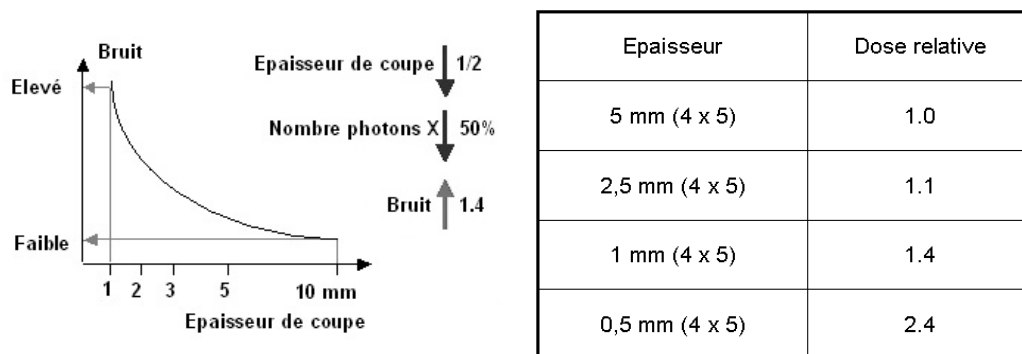 Bruit
Elevé
Faible
1 2 3 5 10 mm
Epaisseur de coupe
Epaisseur de coupe 1/2
Nombre photons X 50%
Bruit 1.4
Epaisseur Dose relative
5 mm (4 x 5) 1.0
2,5 mm (4 x 5) 1.1
1 mm (4 x 5) 1.4
0,5 mm (4 x 5) 2.4